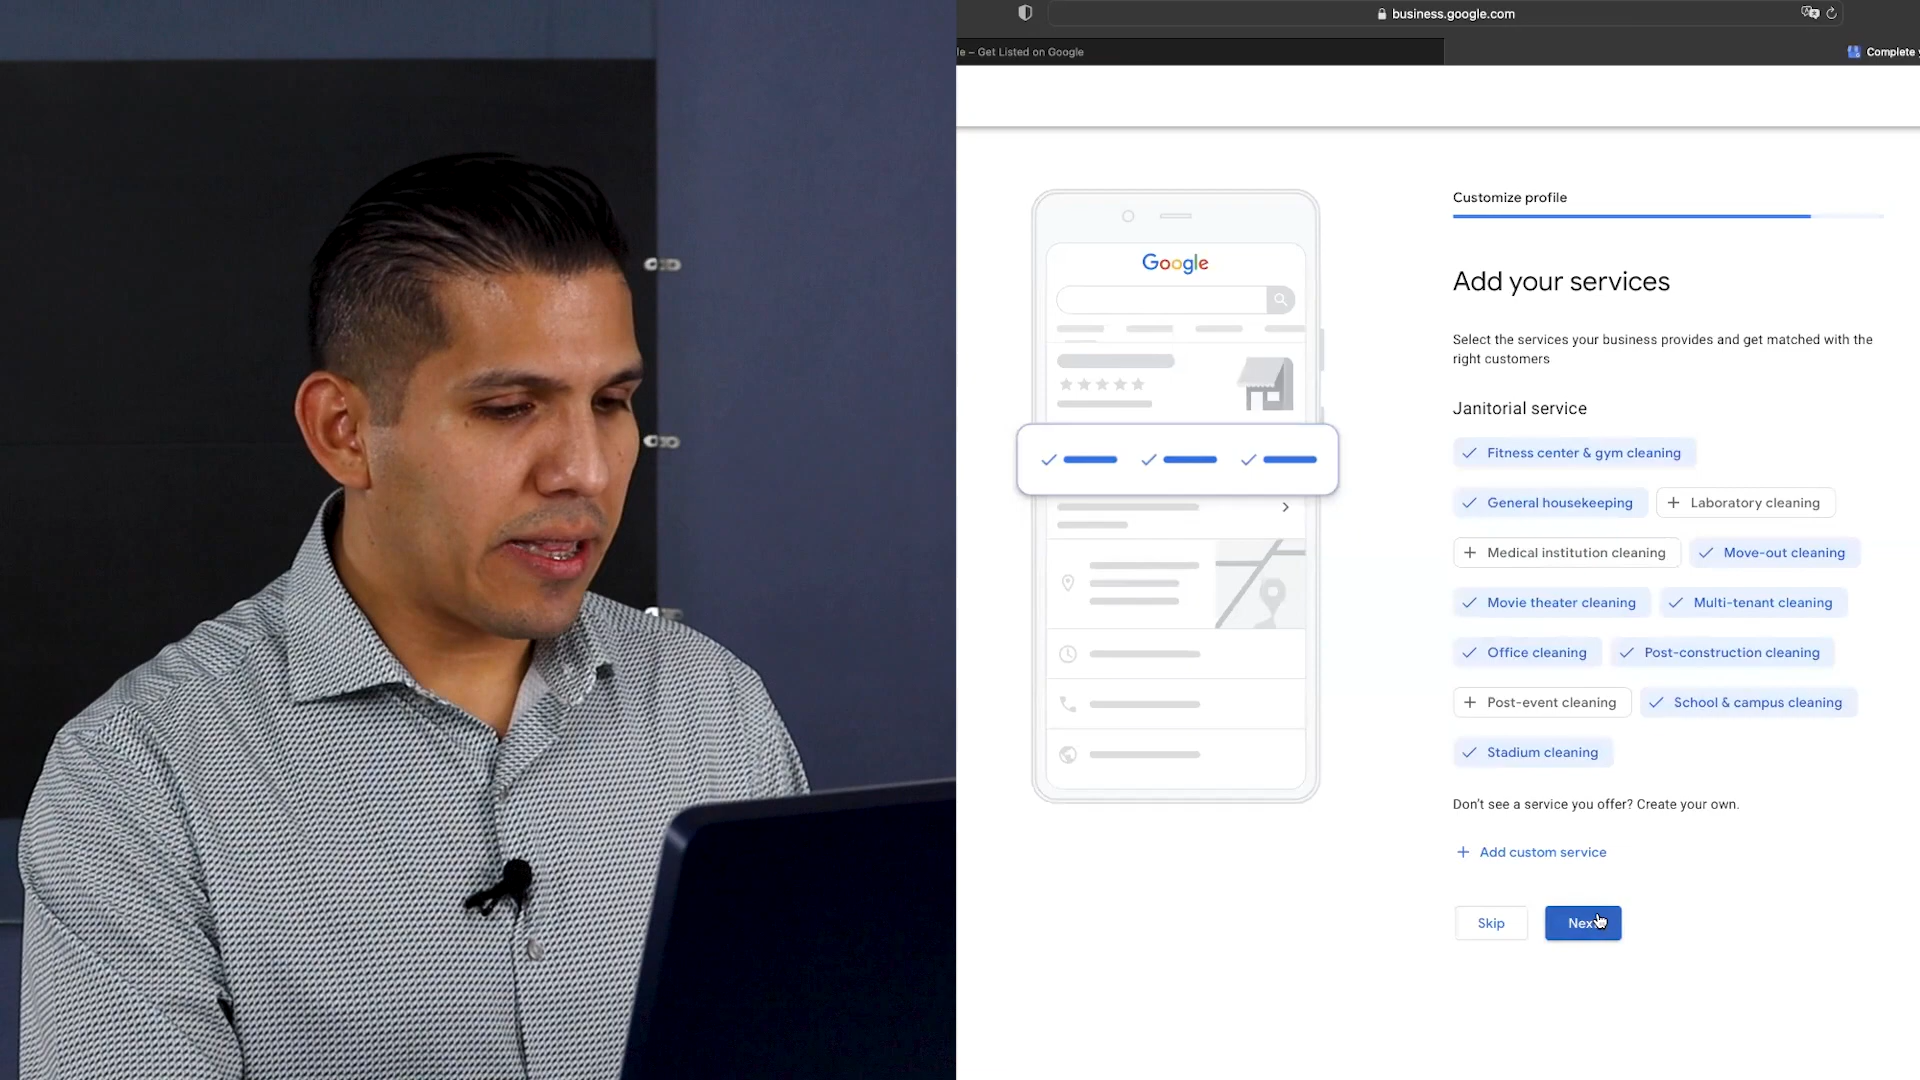 business.google.com
le – Get Listed on Google
Complete
Customize profile
Google
Add your services
Select the services your business provides and get matched with the
right customers
Janitorial service
Fitness center & gym cleaning
General housekeeping
Laboratory cleaning
Medical institution cleaning
Move-out cleaning
Movie theater cleaning
Multi-tenant cleaning
Office cleaning
Post-construction cleaning
Post-event cleaning
School & campus cleaning
Stadium cleaning
Don't see a service you offer? Create your own.
+ Add custom service
Skip
Next